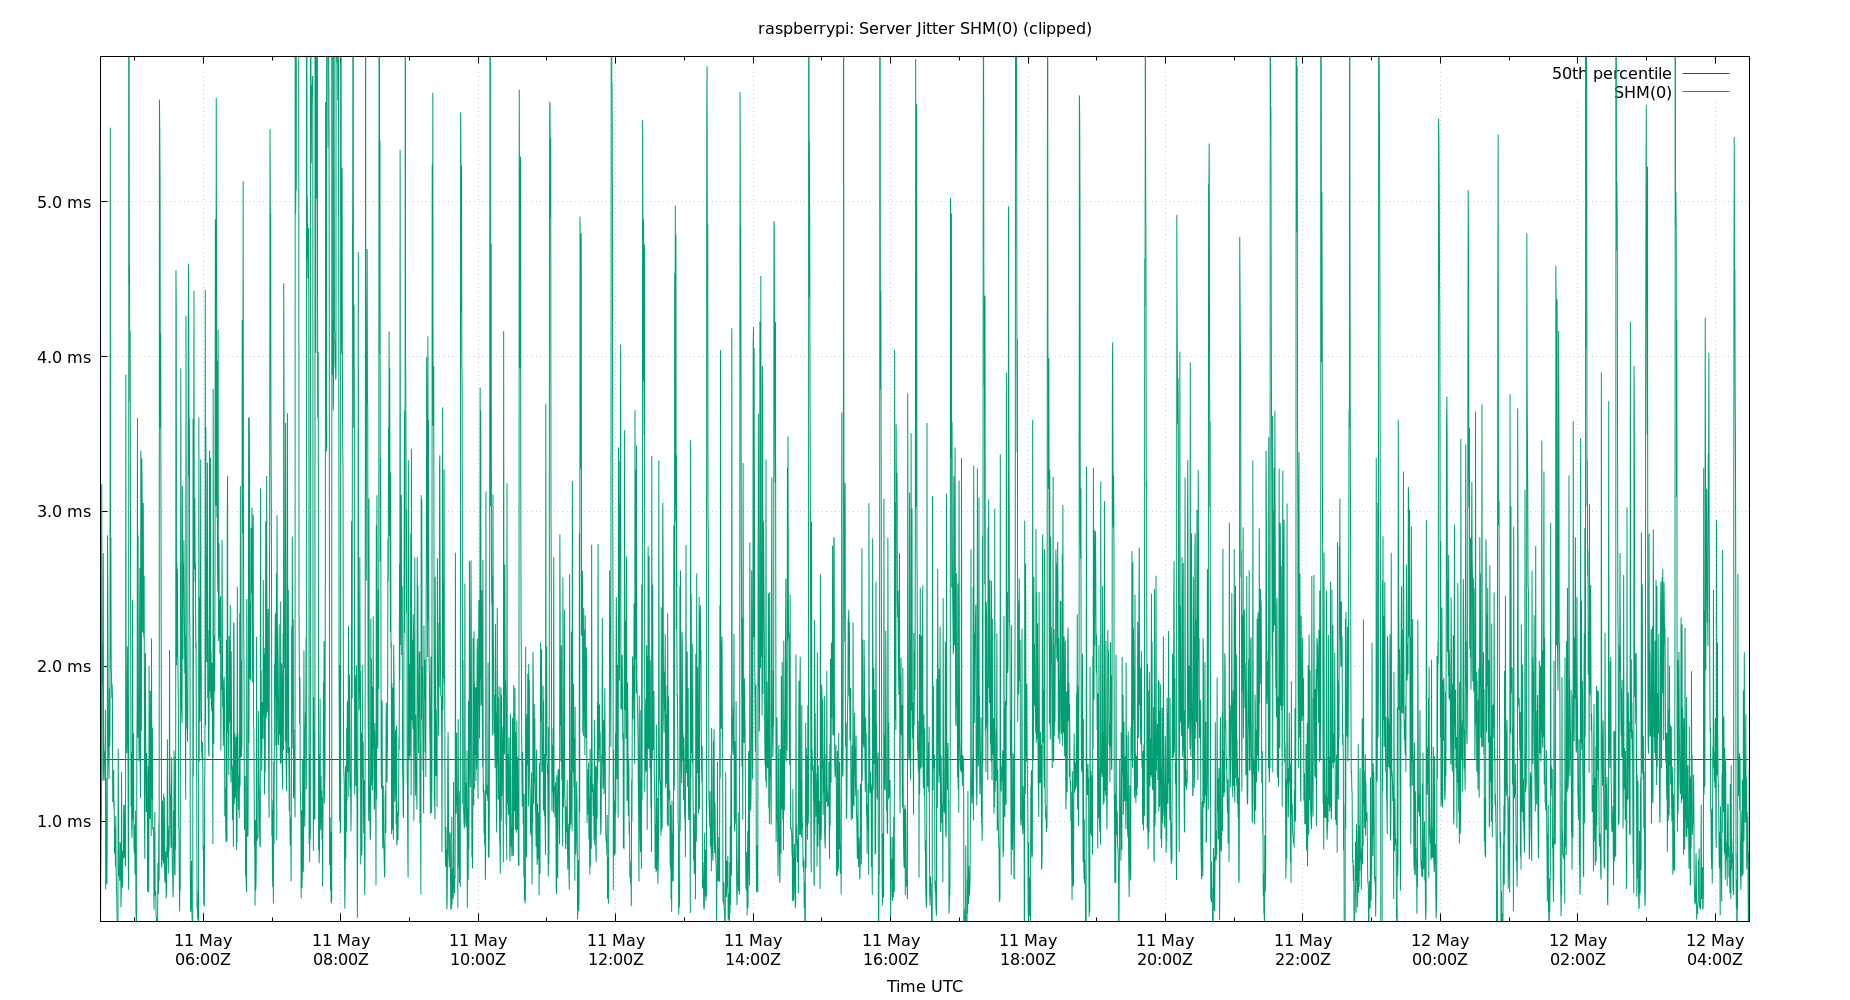 raspberrypi: Server Jitter SHM(0) (clipped)
50th percentile
SHM(0)
5.0 ms
4.0 ms
3.0 ms
2.0 ms
1.0 ms
11 May 11 May 11 May 11 May 11 May 11 May 11 May 11 May 11 May 12 May 12 May 12 May
06:00Z 08:00Z 10:00Z 12:00Z 14:00Z 16:00Z 18:00Z 20:00Z 22:00Z 00:00Z 02:00Z 04:00Z
Time UTC